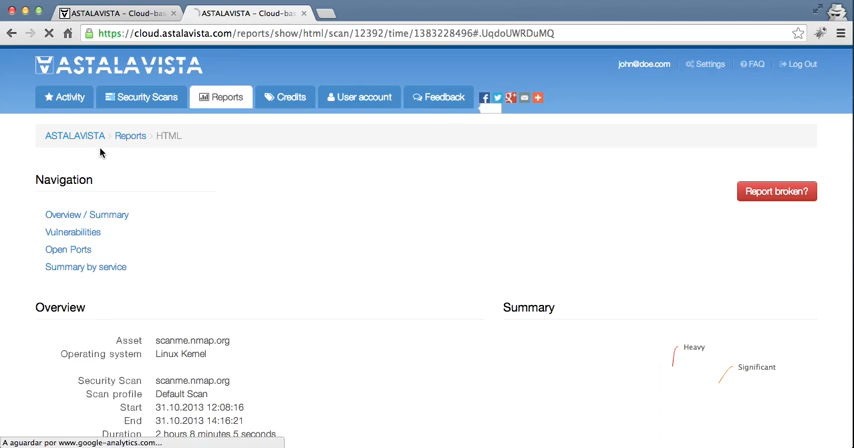 ASTALAVISTA – Cloud-bas
ASTALAVISTA – Cloud-bas
https://cloud.astalavista.com/reports/show/html/scan/12392/time/1383228496#.UqdoUWRDuMQ
ASTALAVISTA
john@doe.com Settings FAQ Log Out
Activity Security Scans Reports Credits User account Feedback
ASTALAVISTA > Reports > HTML
Navigation
Report broken?
Overview / Summary
Vulnerabilities
Open Ports
Summary by service
Overview
Summary
Asset scanme.nmap.org
Heavy
Operating system Linux Kernel
Significant
Security Scan scanme.nmap.org
Scan profile Default Scan
Start 31.10.2013 12:08:16
End 31.10.2013 14:16:21
Duration 2 hours 8 minutes 5 seconds
A aguardar por www.google-analytics.com...